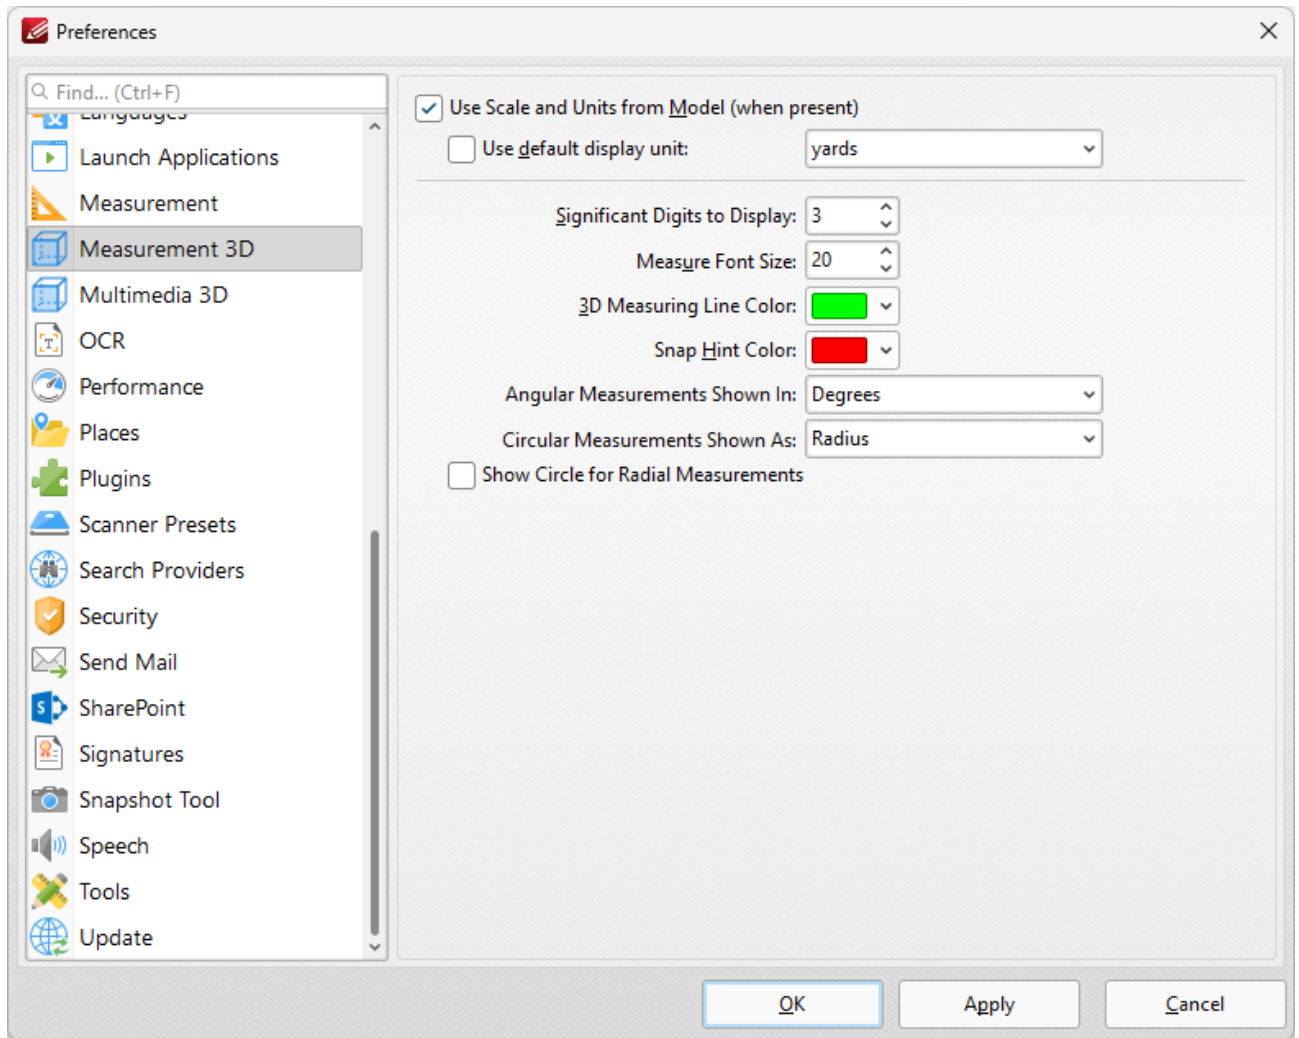 Preferences
Find... (Ctrl+F)
Languages
Launch Applications
Measurement
Measurement 3D
Multimedia 3D
OCR
Performance
Places
Plugins
Scanner Presets
Search Providers
Security
Send Mail
SharePoint
Signatures
Snapshot Tool
Speech
Tools
Update
Use Scale and Units from Model (when present)
Use default display unit: yards
Significant Digits to Display: 3
Measure Font Size: 20
3D Measuring Line Color:
Snap Hint Color:
Angular Measurements Shown In: Degrees
Circular Measurements Shown As: Radius
Show Circle for Radial Measurements
OK Apply Cancel